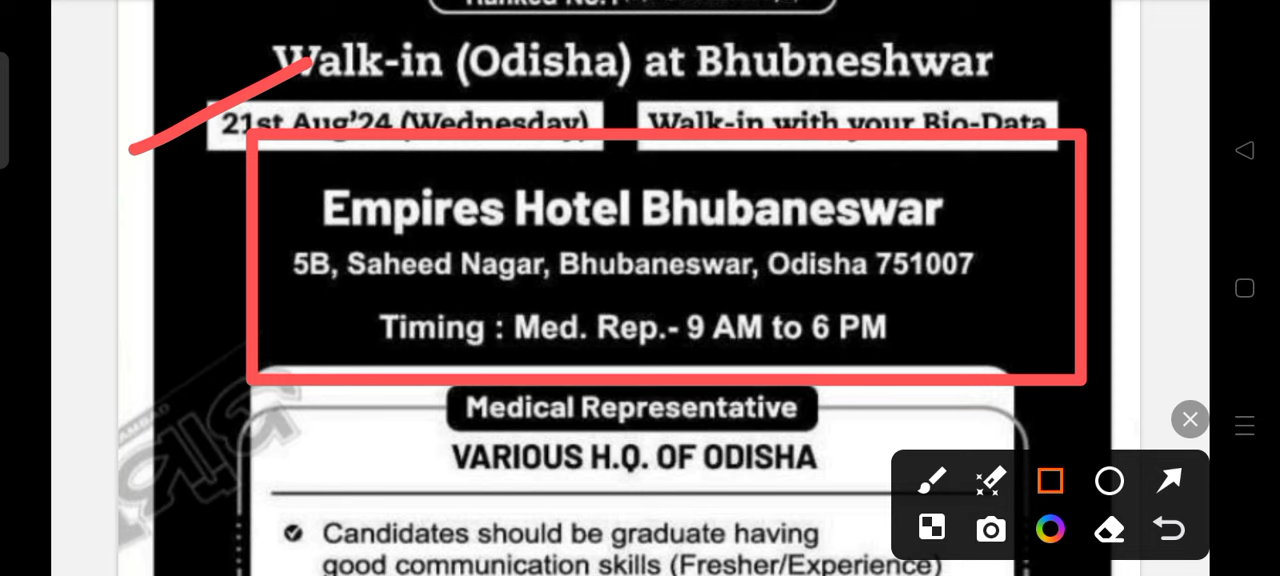 Walk-in (Odisha) at Bhubneshwar
21st Aug'24 (Wednesday)
Walk-in with your Bio-Data
Empires Hotel Bhubaneswar
5B, Saheed Nagar, Bhubaneswar, Odisha 751007
Timing : Med. Rep.- 9 AM to 6 PM
Medical Representative
VARIOUS H.Q. OF ODISHA
Candidates should be graduate having
good communication skills (Fresher/Experience)